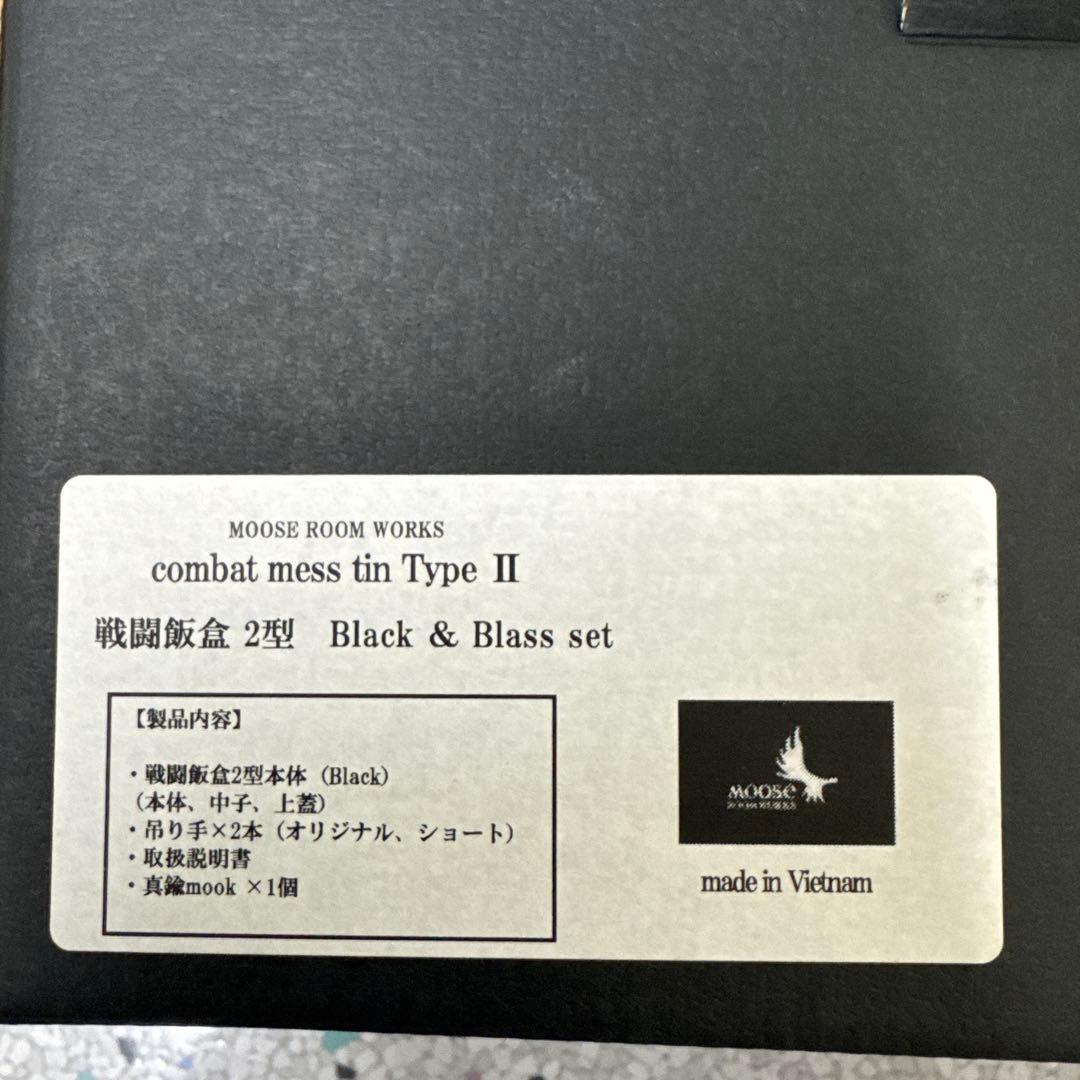 MOOSE ROOM WORKS
combat mess tin Type Ⅱ
戦闘飯盒 2型　Black & Blass set
【製品内容】
・戦闘飯盒2型本体（Black）
（本体、中子、上蓋）
・吊り手×2本（オリジナル、ショート）
・取扱説明書
・真鍮mook ×1個
MOOSe
made in Vietnam